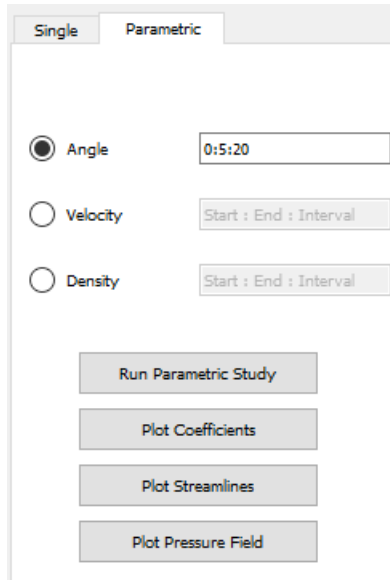 Single Parametric
Angle 0:5:20
Velocity Start : End : Interval
Density Start : End : Interval
Run Parametric Study
Plot Coefficients
Plot Streamlines
Plot Pressure Field